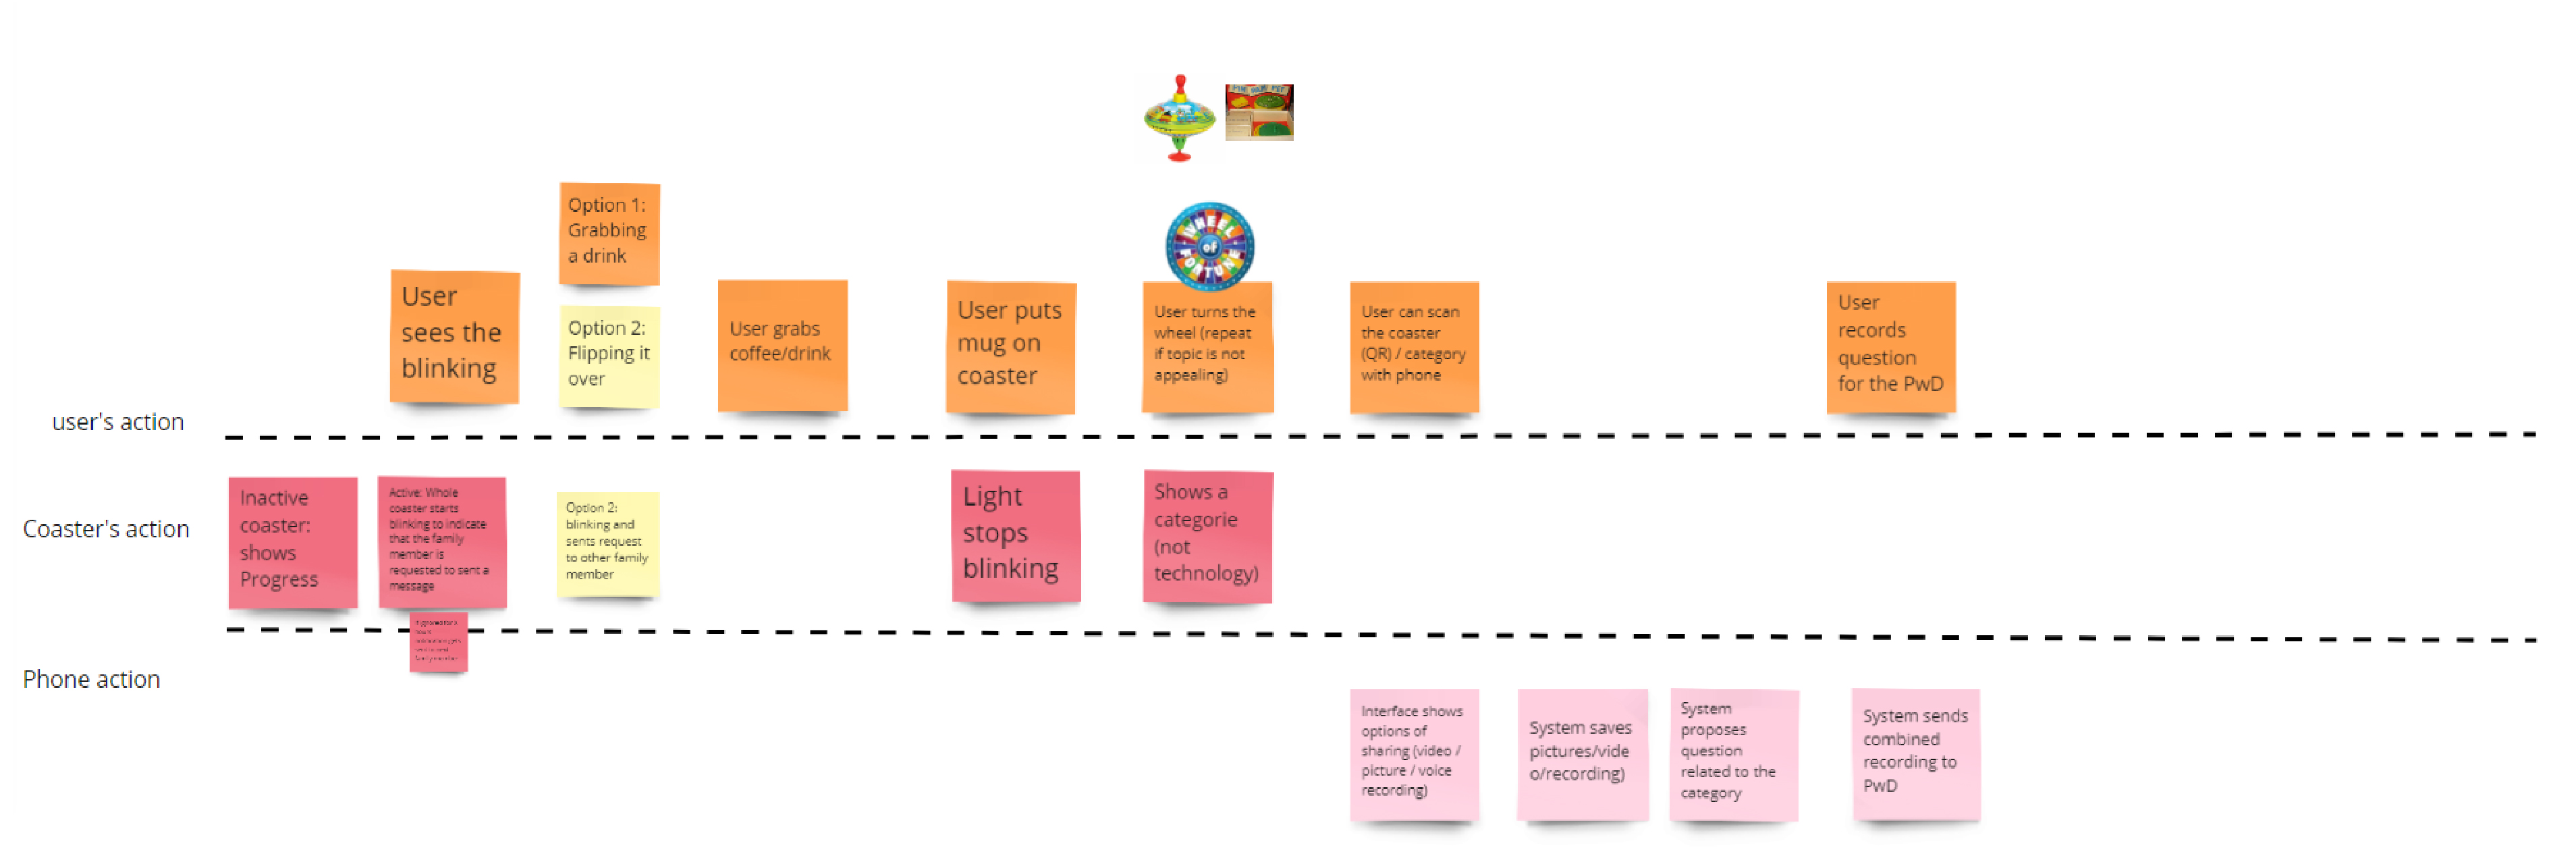 WHEEL
of
FORTUNE
Option 1:
Grabbing
a drink
Option 2:
Flipping it
over
User
sees the
blinking
User grabs
coffee/drink
User puts
mug on
coaster
User turns the
wheel (repeat
if topic is not
appealing)
User can scan
the coaster
(QR) / category
with phone
User
records
question
for the PwD
user's action
Coaster's action
Inactive
coaster:
shows
Progress
Active: Whole
coaster starts
blinking to indicate
that the family
member is
requested to sent a
message
Option 2:
blinking and
sents request
to other family
member
Light
stops
blinking
Shows a
categorie
(not
technology)
Phone action
Interface shows
options of
sharing (video /
picture / voice
recording)
System saves
pictures/vide
o/recording)
System
proposes
question
related to the
category
System sends
combined
recording to
PwD